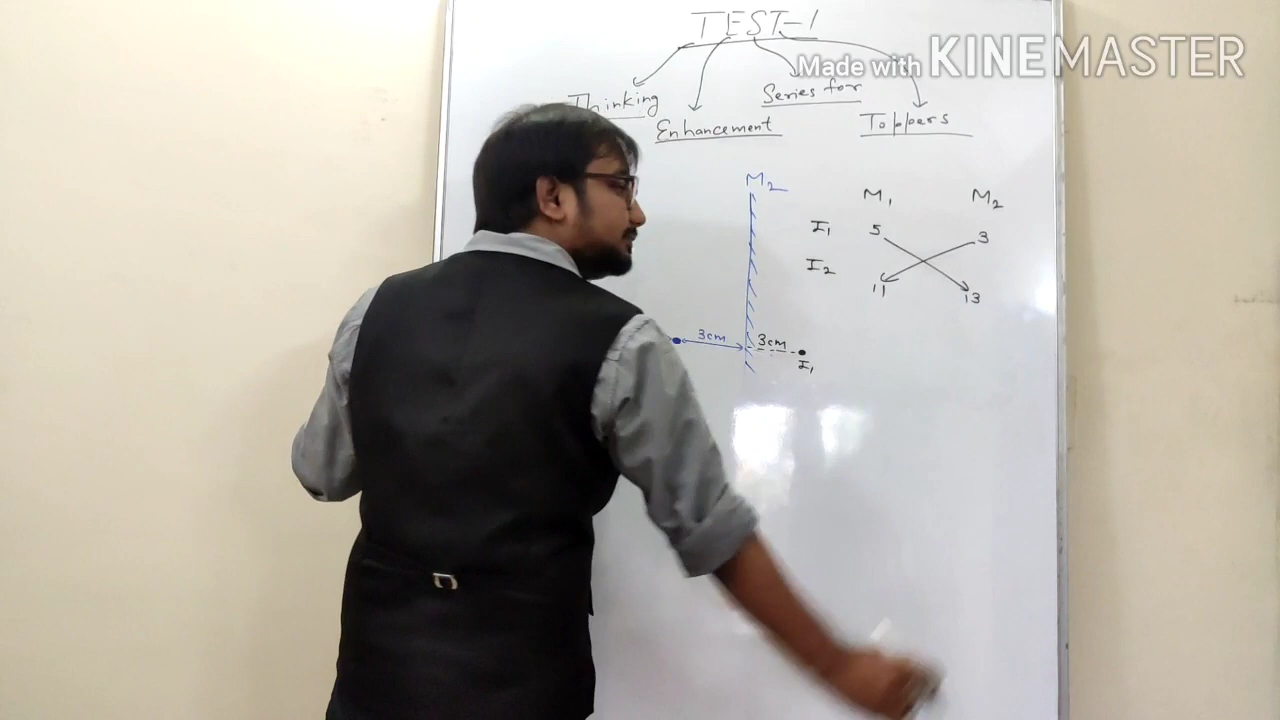 TEST-1
Made with KINEMASTER
Thinking
Series for
Enhancement
Toppers
M2
M1 M2
I1 5 3
I2 11 13
3cm 3cm
I1